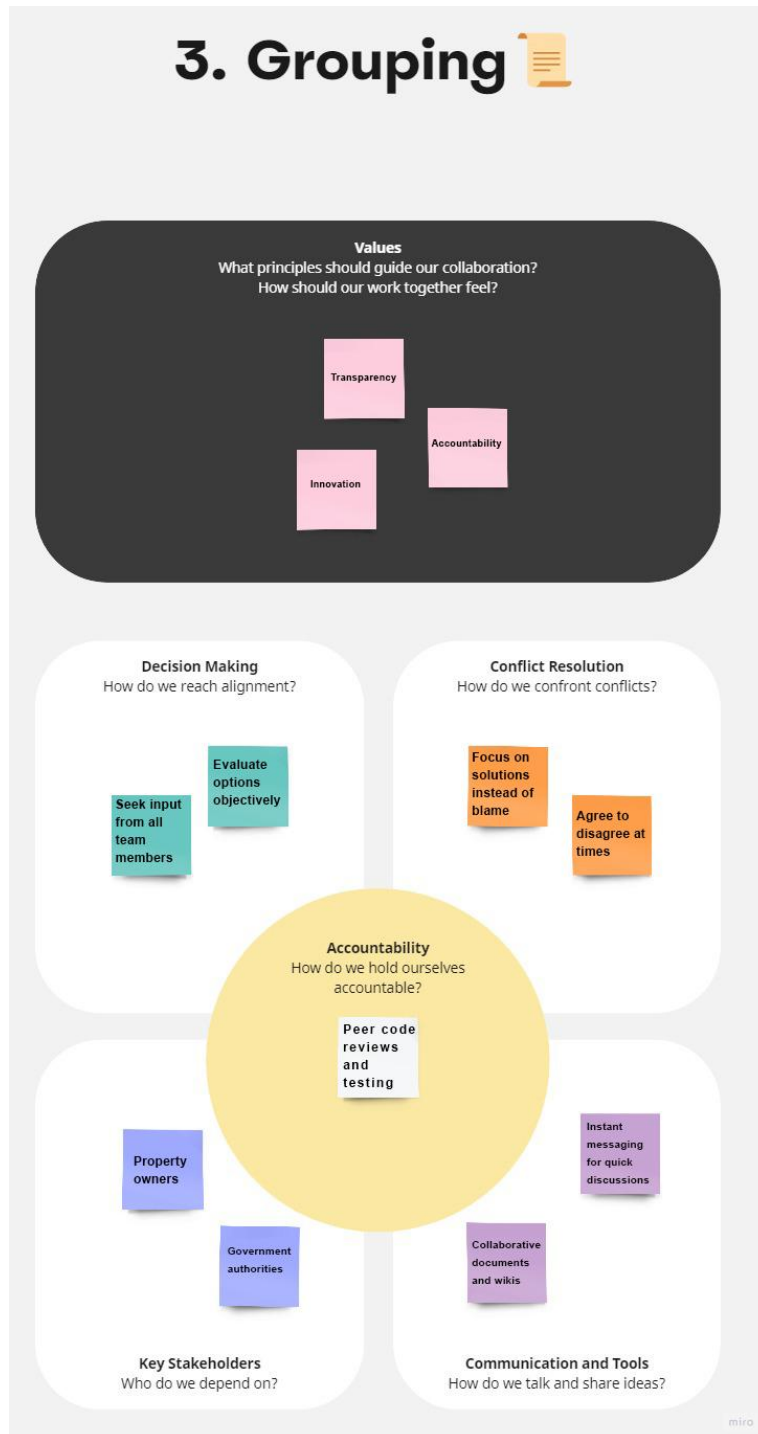 3. Grouping
Values
What principles should guide our collaboration?
How should our work together feel?
Transparency
Accountability
Innovation
Decision Making
How do we reach alignment?
Evaluate
options
objectively
Seek input
from all
team
members
Conflict Resolution
How do we confront conflicts?
Focus on
solutions
instead of
blame
Agree to
disagree at
times
Accountability
How do we hold ourselves
accountable?
Peer code
reviews
and
testing
Property
owners
Government
authorities
Key Stakeholders
Who do we depend on?
Instant
messaging
for quick
discussions
Collaborative
documents
and wikis
Communication and Tools
How do we talk and share ideas?
miro